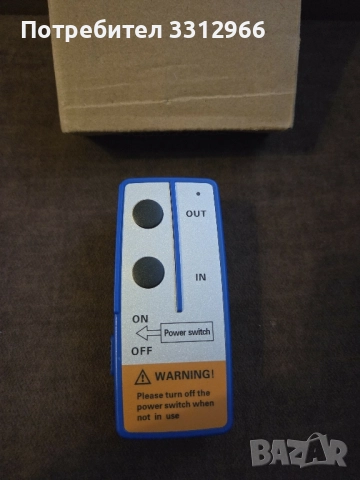 Потребител 3312966
OUT
IN
ON
Power switch
OFF
WARNING!
Please turn off the
power switch when
not in use
BAZAR